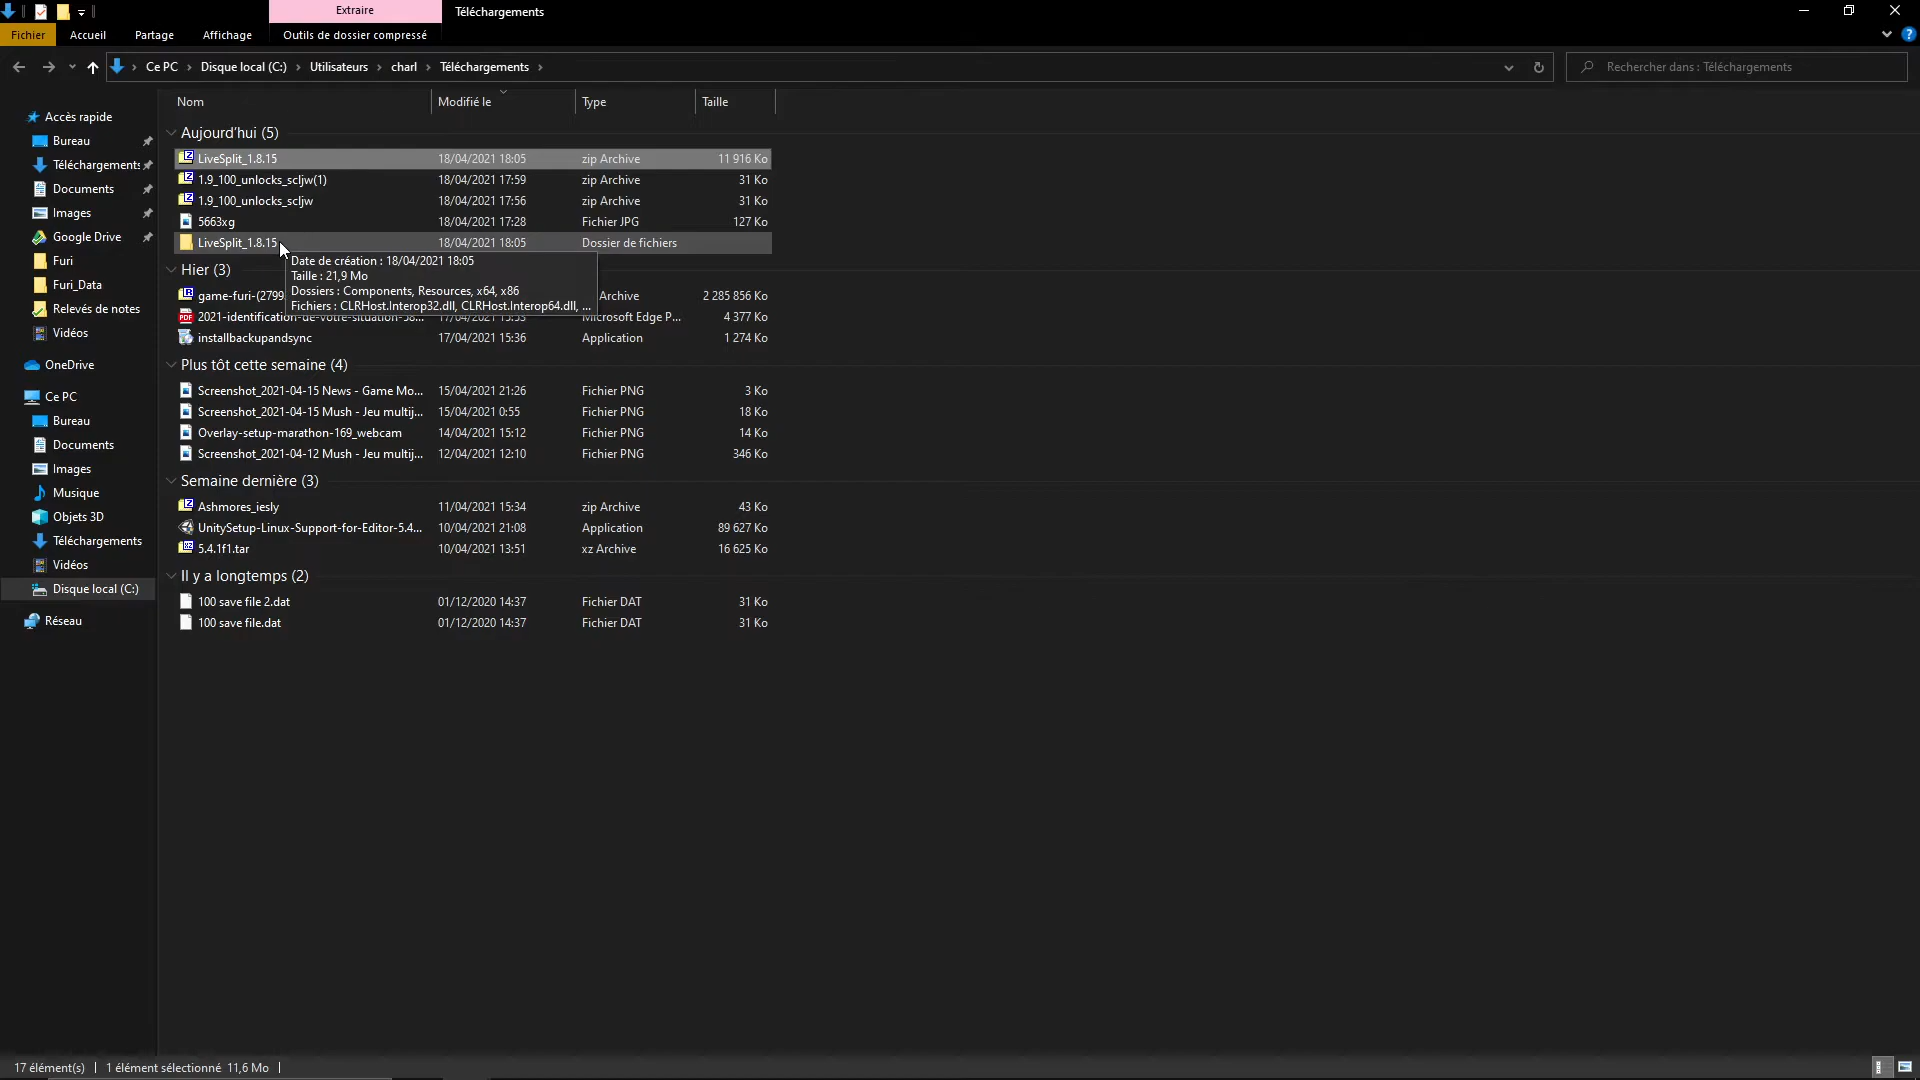 Extraire
Téléchargements
Fichier
Accueil
Partage
Affichage
Outils de dossier compressé
Ce PC
Disque local (C:)
Utilisateurs
charl
Téléchargements
Rechercher dans : Téléchargements
Accès rapide
Bureau
Téléchargements
Documents
Images
Google Drive
Furi
Furi_Data
Relevés de notes
Vidéos
OneDrive
Ce PC
Bureau
Documents
Images
Musique
Objets 3D
Téléchargements
Vidéos
Disque local (C:)
Réseau
Nom Modifié le Type Taille
Aujourd'hui (5)
LiveSplit_1.8.15 18/04/2021 18:05 zip Archive 11 916 Ko
1.9_100_unlocks_scljw(1) 18/04/2021 17:59 zip Archive 31 Ko
1.9_100_unlocks_scljw 18/04/2021 17:56 zip Archive 31 Ko
5663xg 18/04/2021 17:28 Fichier JPG 127 Ko
LiveSplit_1.8.15 18/04/2021 18:05 Dossier de fichiers
Date de création : 18/04/2021 18:05
Taille : 21,9 Mo
Dossiers : Components, Resources, x64, x86
Fichiers : CLRHost.Interop32.dll, CLRHost.Interop64.dll, ...
Hier (3)
game-furi-(2799 Archive 2 285 856 Ko
2021-identification-de-votre-situation-58... 17/04/2021 15:53 Microsoft Edge P... 4 377 Ko
installbackupandsync 17/04/2021 15:36 Application 1 274 Ko
Plus tôt cette semaine (4)
Screenshot_2021-04-15 News - Game Mo... 15/04/2021 21:26 Fichier PNG 3 Ko
Screenshot_2021-04-15 Mush - Jeu multij... 15/04/2021 0:55 Fichier PNG 18 Ko
Overlay-setup-marathon-169_webcam 14/04/2021 15:12 Fichier PNG 14 Ko
Screenshot_2021-04-12 Mush - Jeu multij... 12/04/2021 12:10 Fichier PNG 346 Ko
Semaine dernière (3)
Ashmores_iesly 11/04/2021 15:34 zip Archive 43 Ko
UnitySetup-Linux-Support-for-Editor-5.4... 10/04/2021 21:08 Application 89 627 Ko
5.4.1f1.tar 10/04/2021 13:51 xz Archive 16 625 Ko
Il y a longtemps (2)
100 save file 2.dat 01/12/2020 14:37 Fichier DAT 31 Ko
100 save file.dat 01/12/2020 14:37 Fichier DAT 31 Ko
17 élément(s) 1 élément sélectionné 11,6 Mo